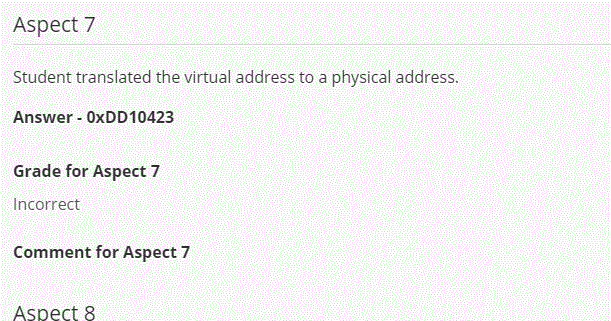 Aspect 7
Student translated the virtual address to a physical address.
Answer - 0xDD10423
Grade for Aspect 7
Incorrect
Comment for Aspect 7
Aspect 8